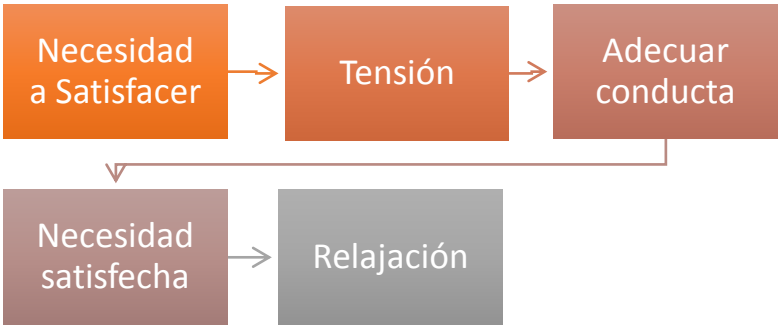 Necesidad
a Satisfacer
Tensión
Adecuar
conducta
Necesidad
satisfecha
Relajación